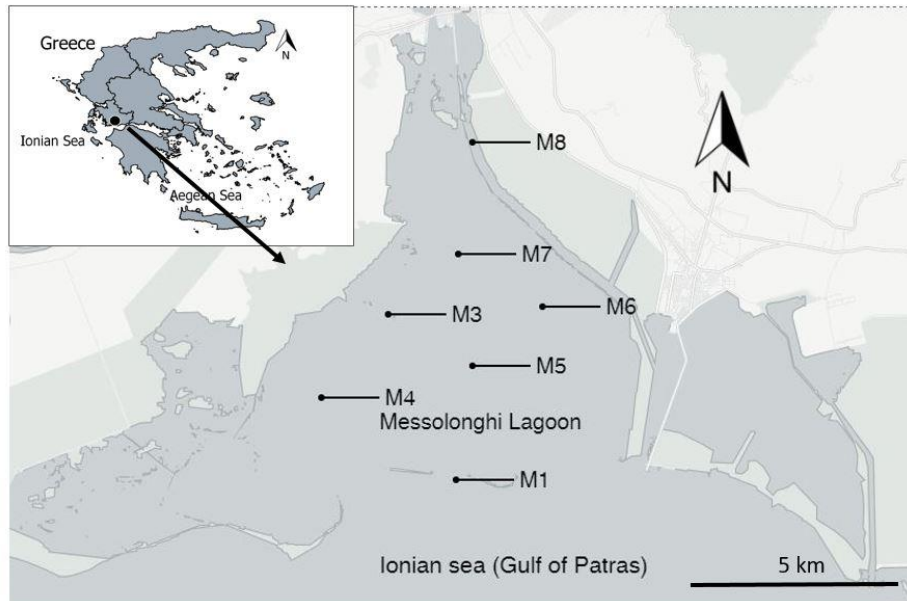 Greece
N
Ionian Sea
Aegean Sea
M8
N
M7
M3
M6
M5
M4
Messolonghi Lagoon
M1
Ionian sea (Gulf of Patras)
5 km